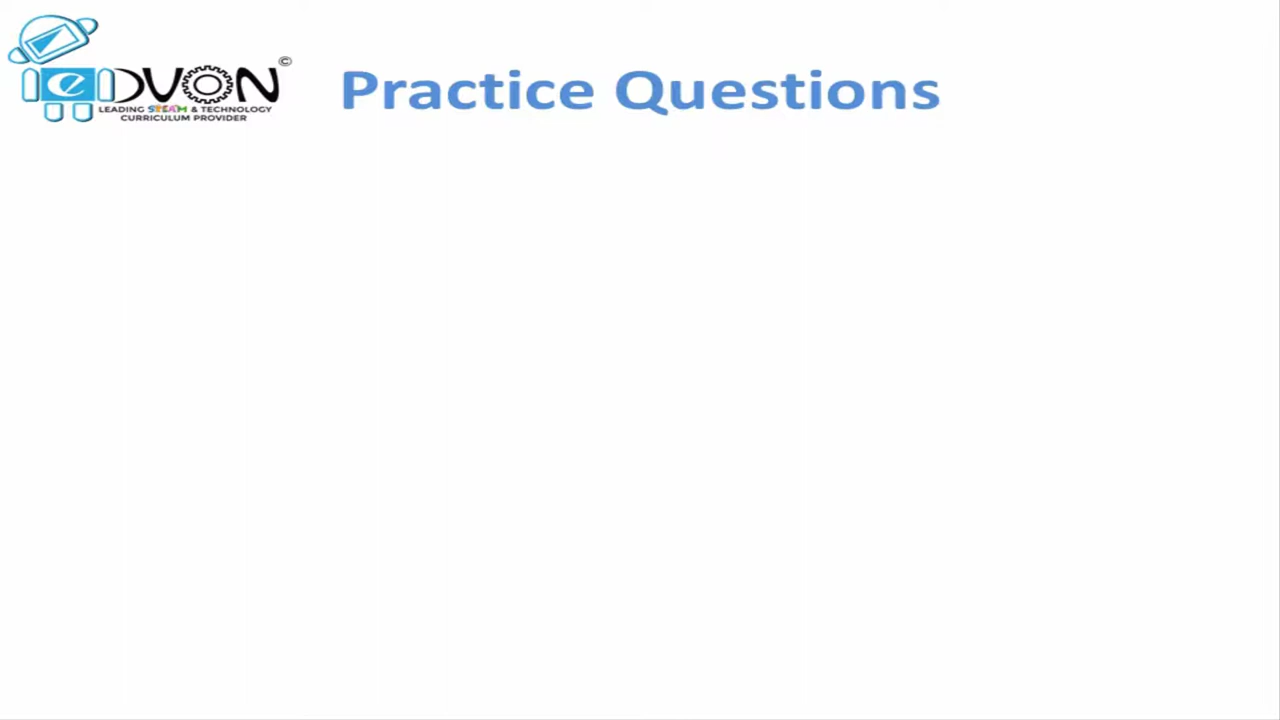 eDVON©
LEADING STEAM & TECHNOLOGY
CURRICULUM PROVIDER
Practice Questions